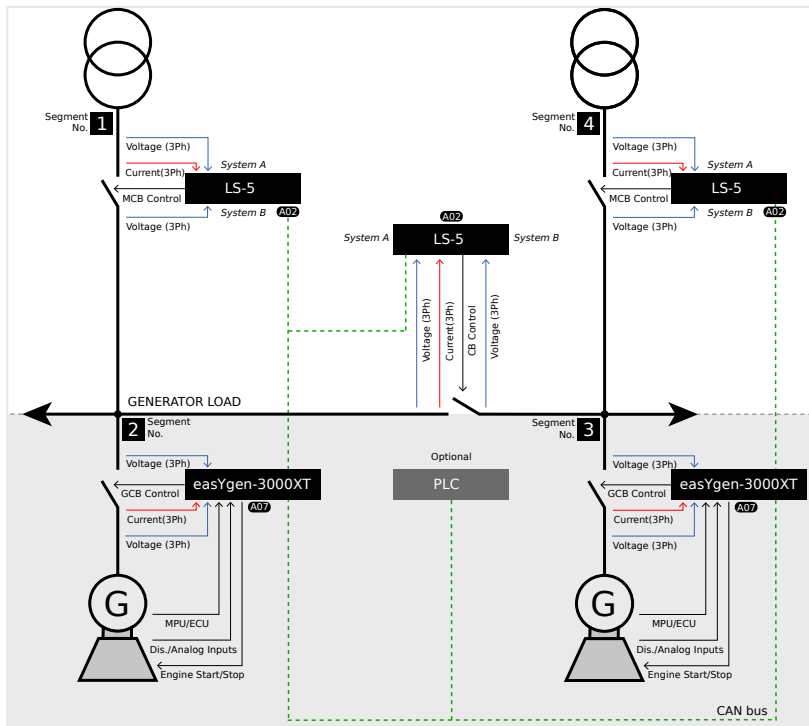 Segment
No.
1
Voltage (3Ph)
System A
Current(3Ph)
LS-5
MCB Control
System B
A02
Voltage (3Ph)
Segment
No.
4
Voltage (3Ph)
System A
Current(3Ph)
LS-5
MCB Control
System B
A02
Voltage (3Ph)
A02
System A
LS-5
System B
Voltage (3Ph)
Current(3Ph)
CB Control
Voltage (3Ph)
GENERATOR LOAD
2
Segment
No.
Segment
No.
3
Voltage (3Ph)
easYgen-3000XT
GCB Control
A07
Current(3Ph)
Voltage (3Ph)
G
MPU/ECU
Dis./Analog Inputs
Engine Start/Stop
Optional
PLC
Voltage (3Ph)
easYgen-3000XT
GCB Control
A07
Current(3Ph)
Voltage (3Ph)
G
MPU/ECU
Dis./Analog Inputs
Engine Start/Stop
CAN bus